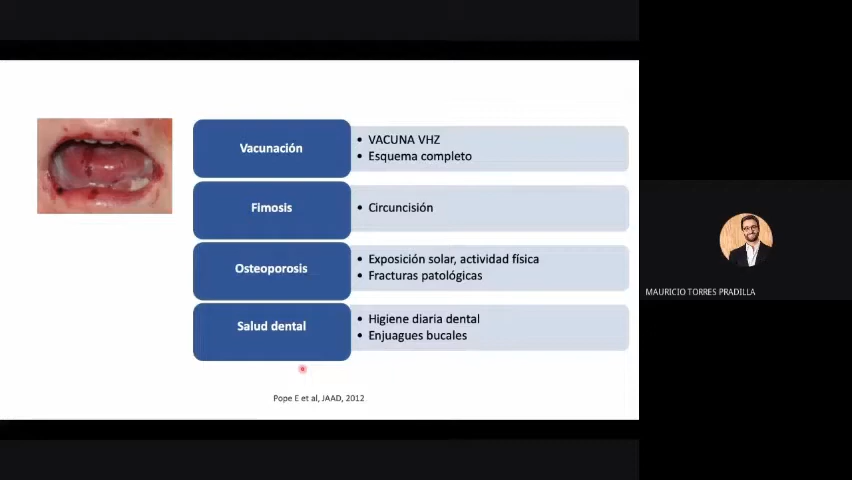 Vacunación
• VACUNA VHZ
• Esquema completo
Fimosis
• Circuncisión
Osteoporosis
• Exposición solar, actividad física
• Fracturas patológicas
Salud dental
• Higiene diaria dental
• Enjuagues bucales
Pope E et al, JAAD, 2012
MAURICIO TORRES PRADILLA